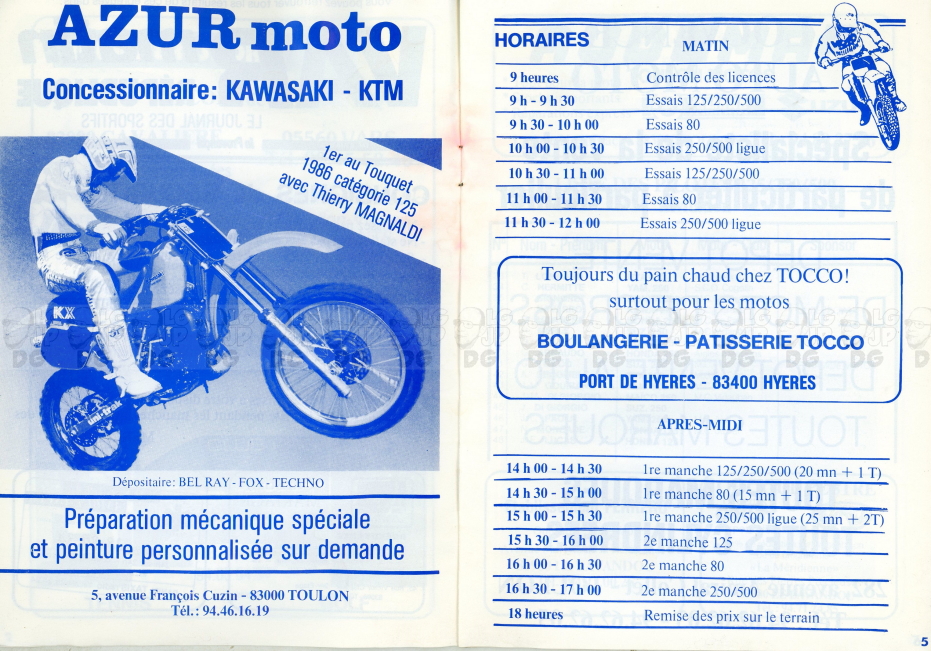 AZUR moto
Concessionnaire: KAWASAKI - KTM
1er au Touquet
1986 catégorie 125
avec Thierry MAGNALDI
KX
uni-trak
Dépositaire: BEL RAY - FOX - TECHNO
Préparation mécanique spéciale
et peinture personnalisée sur demande
5, avenue François Cuzin - 83000 TOULON
Tél.: 94.46.16.19
HORAIRES
MATIN
9 heures Contrôle des licences
9 h - 9 h 30 Essais 125/250/500
9 h 30 - 10 h 00 Essais 80
10 h 00 - 10 h 30 Essais 250/500 ligue
10 h 30 - 11 h 00 Essais 125/250/500
11 h 00 - 11 h 30 Essais 80
11 h 30 - 12 h 00 Essais 250/500 ligue
Toujours du pain chaud chez TOCCO!
surtout pour les motos
BOULANGERIE - PATISSERIE TOCCO
PORT DE HYERES - 83400 HYERES
APRES-MIDI
14 h 00 - 14 h 30 1re manche 125/250/500 (20 mn + 1 T)
14 h 30 - 15 h 00 1re manche 80 (15 mn + 1 T)
15 h 00 - 15 h 30 1re manche 250/500 ligue (25 mn + 2T)
15 h 30 - 16 h 00 2e manche 125
16 h 00 - 16 h 30 2e manche 80
16 h 30 - 17 h 00 2e manche 250/500
18 heures Remise des prix sur le terrain
5